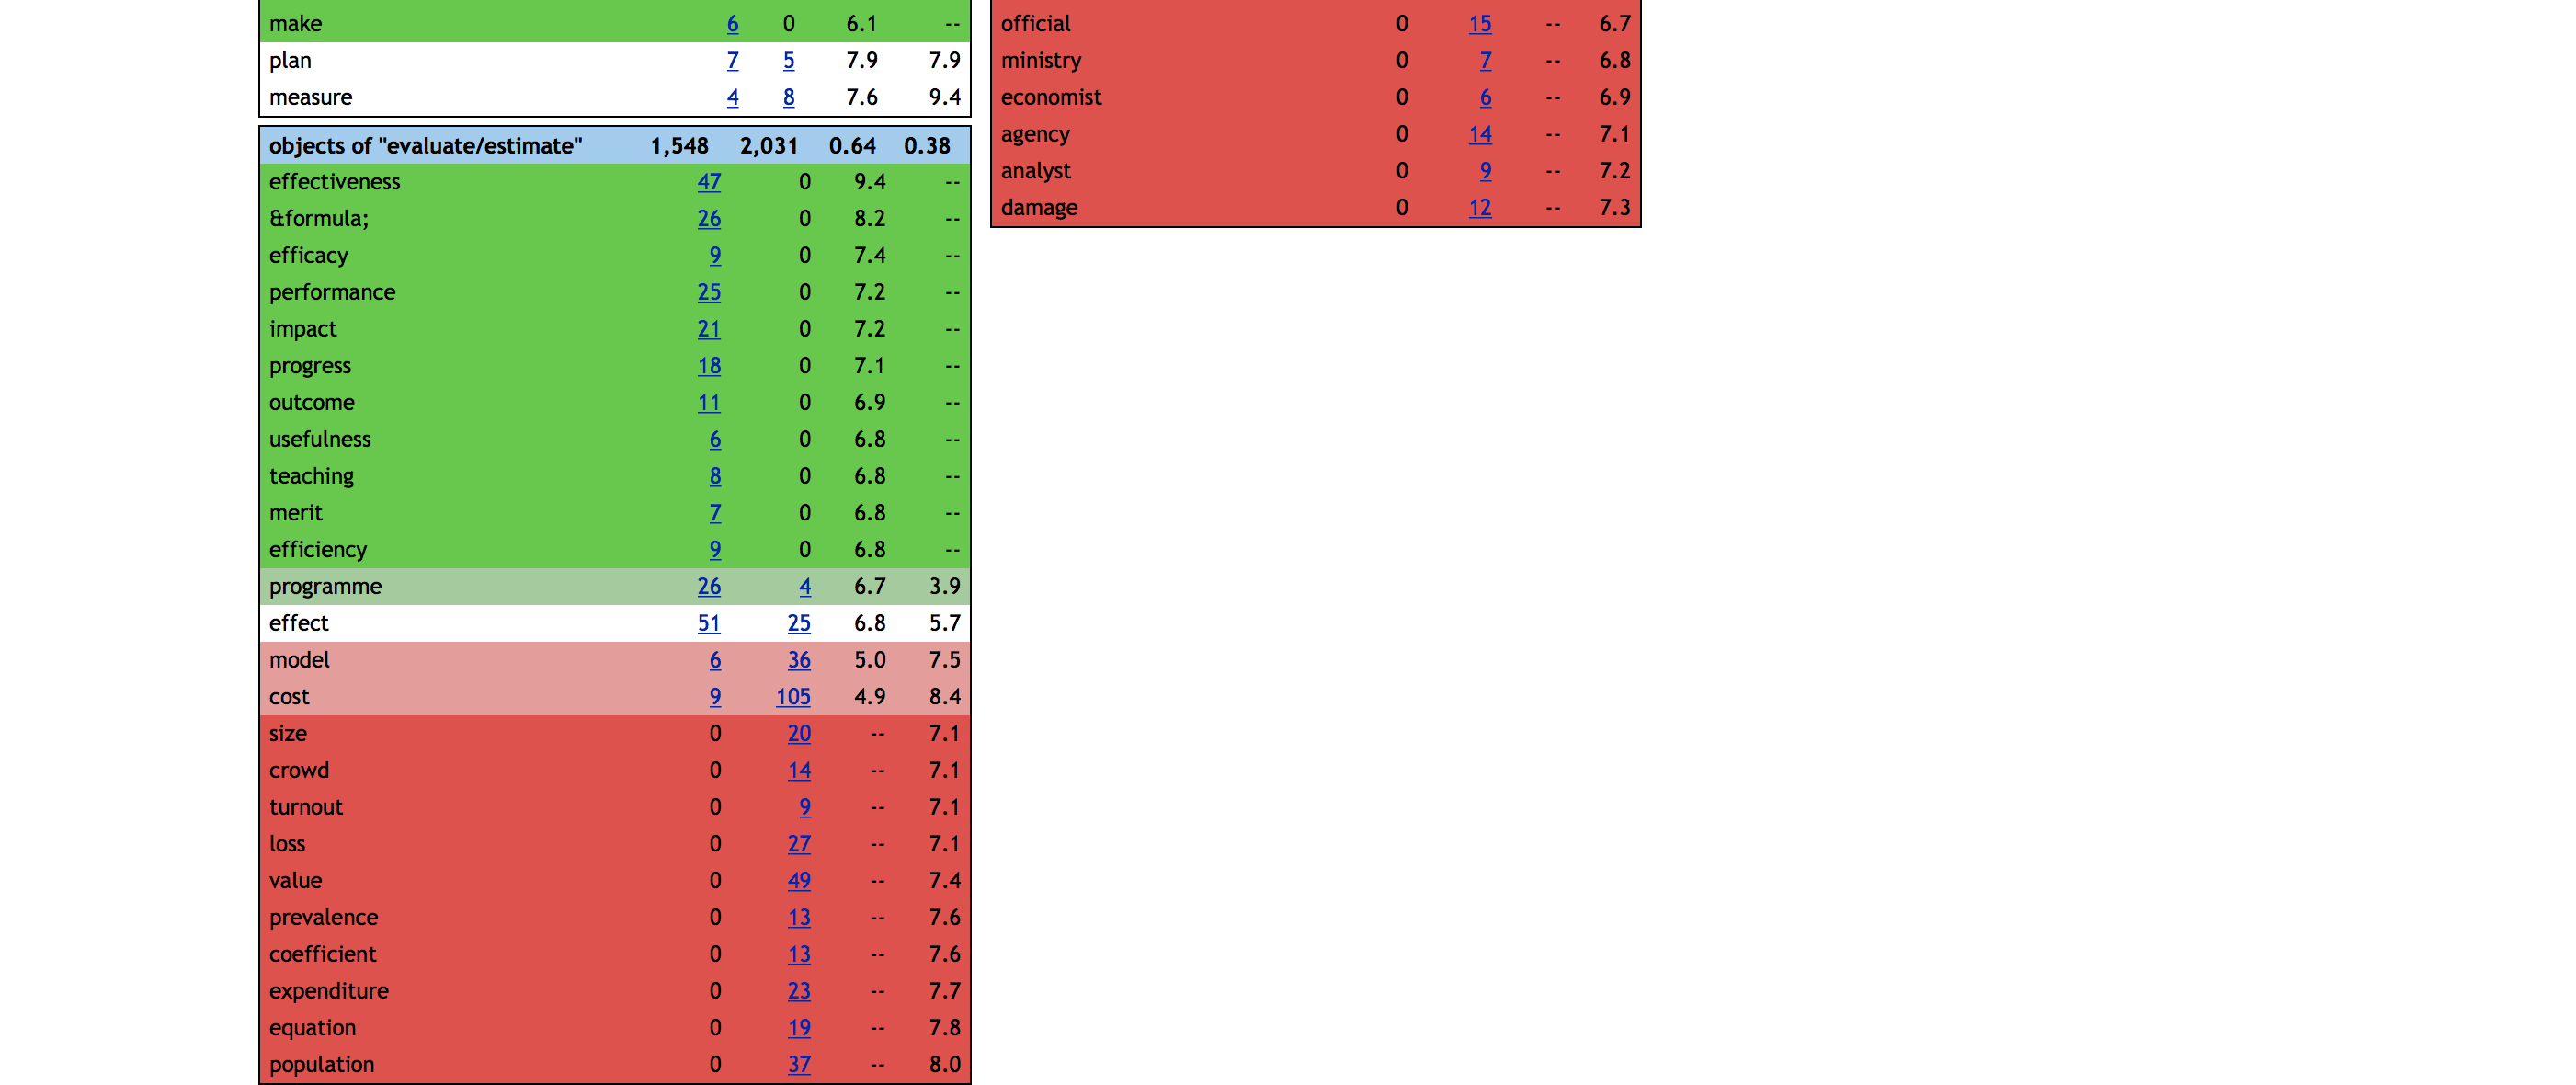 make 6 0 6.1 --
plan 7 5 7.9 7.9
measure 4 8 7.6 9.4
objects of "evaluate/estimate" 1,548 2,031 0.64 0.38
effectiveness 47 0 9.4 --
&formula; 26 0 8.2 --
efficacy 9 0 7.4 --
performance 25 0 7.2 --
impact 21 0 7.2 --
progress 18 0 7.1 --
outcome 11 0 6.9 --
usefulness 6 0 6.8 --
teaching 8 0 6.8 --
merit 7 0 6.8 --
efficiency 9 0 6.8 --
programme 26 4 6.7 3.9
effect 51 25 6.8 5.7
model 6 36 5.0 7.5
cost 9 105 4.9 8.4
size 0 20 -- 7.1
crowd 0 14 -- 7.1
turnout 0 9 -- 7.1
loss 0 27 -- 7.1
value 0 49 -- 7.4
prevalence 0 13 -- 7.6
coefficient 0 13 -- 7.6
expenditure 0 23 -- 7.7
equation 0 19 -- 7.8
population 0 37 -- 8.0
official 0 15 -- 6.7
ministry 0 7 -- 6.8
economist 0 6 -- 6.9
agency 0 14 -- 7.1
analyst 0 9 -- 7.2
damage 0 12 -- 7.3